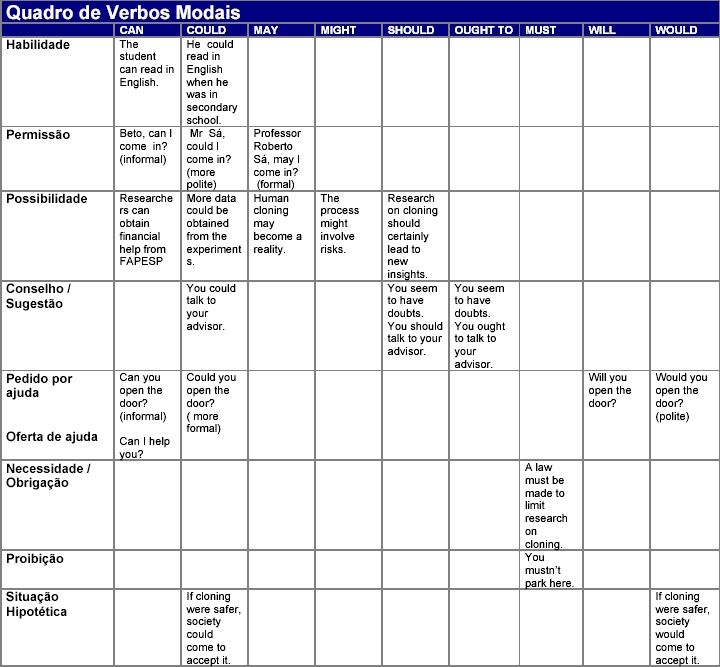 Quadro de Verbos Modais
CAN COULD MAY MIGHT SHOULD OUGHT TO MUST WILL WOULD
Habilidade
The
student
can read in
English.
He could
read in
English
when he
was in
secondary
school.
Permissão
Beto, can I
come in?
(informal)
Mr Sá,
could I
come in?
(more
polite)
Professor
Roberto
Sá, may I
come in?
(formal)
Possibilidade
Researche
rs can
obtain
financial
help from
FAPESP
More data
could be
obtained
from the
experiment
s.
Human
cloning
may
become a
reality.
The
process
might
involve
risks.
Research
on cloning
should
certainly
lead to
new
insights.
Conselho /
Sugestão
You could
talk to
your
advisor.
You seem
to have
doubts.
You should
talk to your
advisor.
You seem
to have
doubts.
You ought
to talk to
your
advisor.
Pedido por
ajuda
Oferta de ajuda
Can you
open the
door?
(informal)
Can I help
you?
Could you
open the
door?
( more
formal)
Will you
open the
door?
Would you
open the
door?
(polite)
Necessidade /
Obrigação
A law
must be
made to
limit
research
on
cloning.
Proibição
You
mustn't
park here.
Situação
Hipotética
If cloning
were safer,
society
could
come to
accept it.
If cloning
were safer,
society
would
come to
accept it.